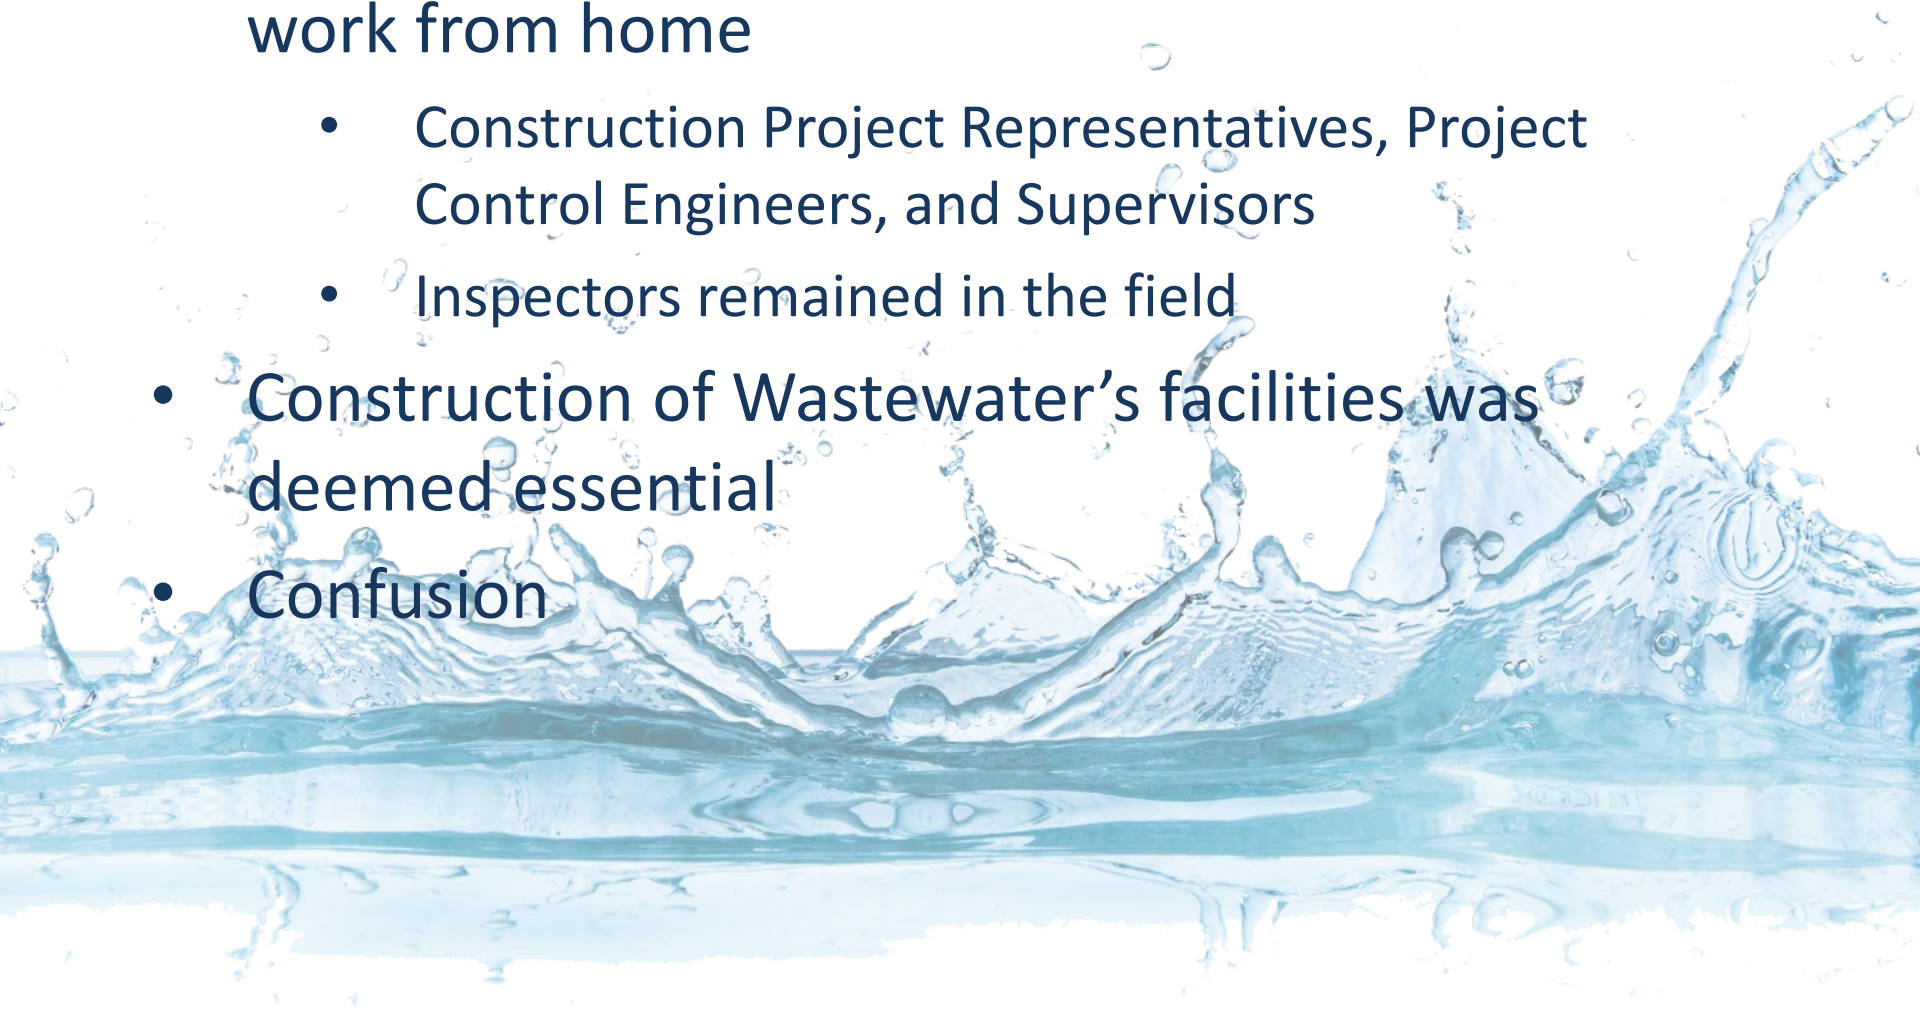 work from home
• Construction Project Representatives, Project
Control Engineers, and Supervisors
• Inspectors remained in the field
• Construction of Wastewater’s facilities was
deemed essential
• Confusion